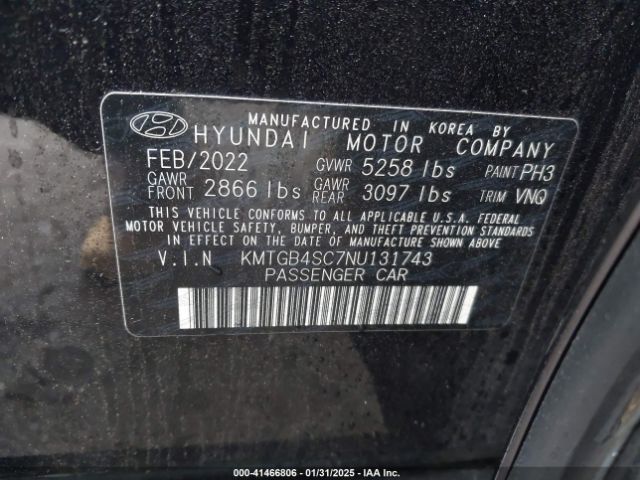 MANUFACTURED IN KOREA BY
HYUNDAI MOTOR COMPANY
FEB/2022 GVWR 5258 lbs PAINT PH3
GAWR FRONT 2866 lbs GAWR REAR 3097 lbs TRIM VNQ
THIS VEHICLE CONFORMS TO ALL APPLICABLE U.S.A. FEDERAL
MOTOR VEHICLE SAFETY, BUMPER, AND THEFT PREVENTION
STANDARDS IN EFFECT ON THE
DATE OF MANUFACTURE SHOWN ABOVE
V.I.N KMTGB4SC7NU131743
PASSENGER CAR
000-41466806 - 01/31/2025 - IAA Inc.